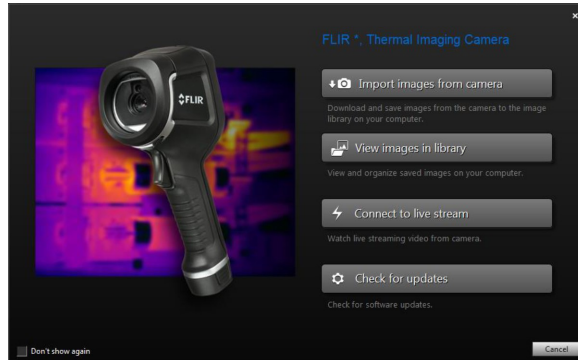 FLIR *, Thermal Imaging Camera
FLIR
Import images from camera
Download and save images from the camera to the image
library on your computer.
View images in library
View and organize saved images on your computer.
Connect to live stream
Watch live streaming video from camera.
Check for updates
Check for software updates.
Don't show again
Cancel